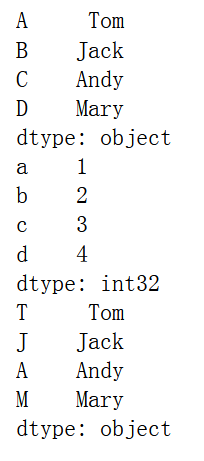 A     Tom
B    Jack
C    Andy
D    Mary
dtype: object
a    1
b    2
c    3
d    4
dtype: int32
T     Tom
J    Jack
A    Andy
M    Mary
dtype: object